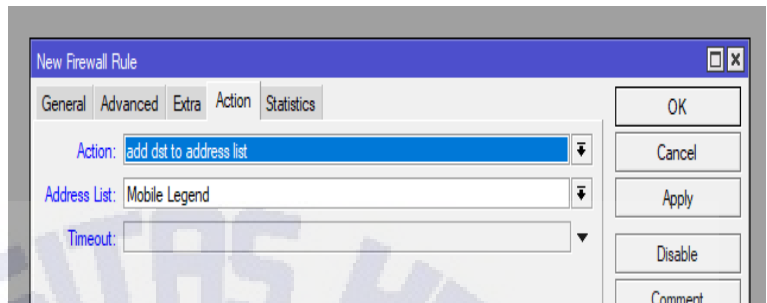 New Firewall Rule
General Advanced Extra Action Statistics
OK
Action: add dst to address list
Cancel
Address List: Mobile Legend
Apply
Timeout:
Disable
Comment